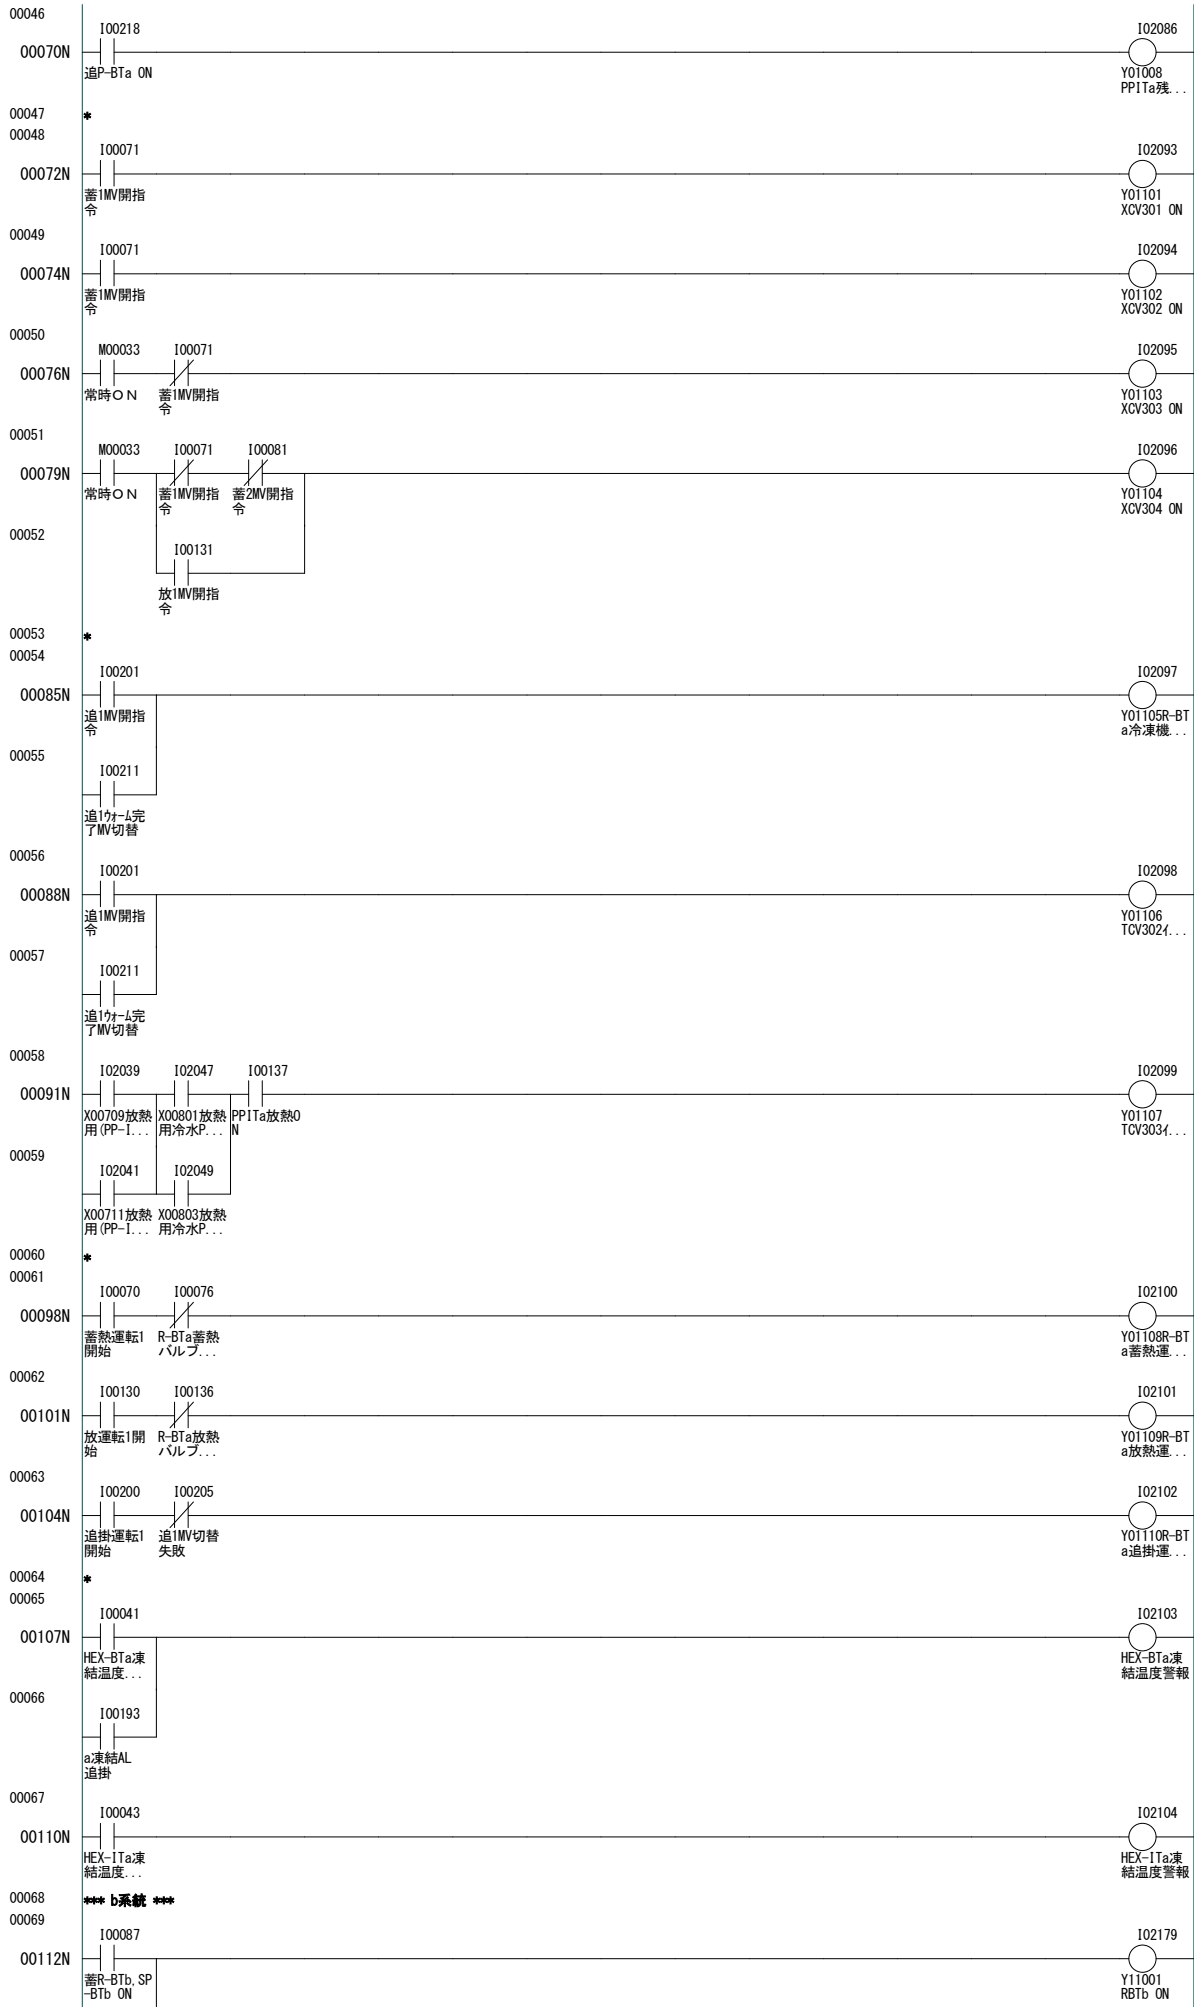 00046
I00218 I02086
00070N
追P-BTa ON Y01008
PPITa残...
00047 *
00048
I00071 I02093
00072N
蓄1MV開指 Y01101
令 XCV301 ON
00049
I00071 I02094
00074N
蓄1MV開指 Y01102
令 XCV302 ON
00050
M00033 I00071 I02095
00076N
常時ON 蓄1MV開指 Y01103
令 XCV303 ON
00051
M00033 I00071 I00081 I02096
00079N
常時ON 蓄1MV開指 蓄2MV開指 Y01104
令 令 XCV304 ON
00052
I00131
放1MV開指
令
00053 *
00054
I00201 I02097
00085N
追1MV開指 Y01105R-BT
令 a冷凍機...
00055
I00211
追1ウォーム完
了MV切替
00056
I00201 I02098
00088N
追1MV開指 Y01106
令 TCV302イ...
00057
I00211
追1ウォーム完
了MV切替
00058
I02039 I02047 I00137 I02099
00091N
X00709放熱 X00801放熱 PPITa放熱O Y01107
用(PP-I... 用冷水P... N TCV303イ...
00059
I02041 I02049
X00711放熱 X00803放熱
用(PP-I... 用冷水P...
00060 *
00061
I00070 I00076 I02100
00098N
蓄熱運転1 R-BTa蓄熱 Y01108R-BT
開始 バルブ... a蓄熱運...
00062
I00130 I00136 I02101
00101N
放運転1開 R-BTa放熱 Y01109R-BT
始 バルブ... a放熱運...
00063
I00200 I00205 I02102
00104N
追掛運転1 追1MV切替 Y01110R-BT
開始 失敗 a追掛運...
00064 *
00065
I00041 I02103
00107N
HEX-BTa凍 HEX-BTa凍
結温度... 結温度警報
00066
I00193
a凍結AL
追掛
00067
I00043 I02104
00110N
HEX-ITa凍 HEX-ITa凍
結温度... 結温度警報
00068 *** b系統 ***
00069
I00087 I02179
00112N
蓄R-BTb,SP Y11001
-BTb ON RBTb ON